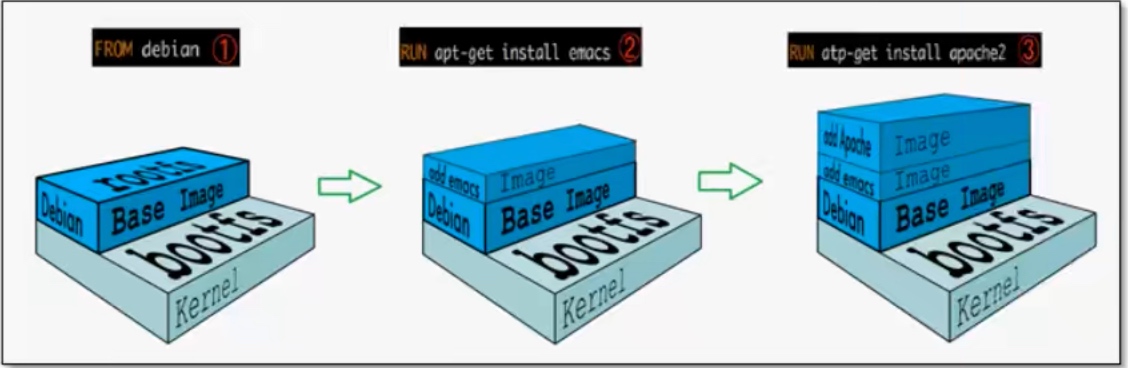 FROM debian ①
RUN apt-get install emacs ②
RUN atp-get install apache2 ③
rootfs
Debian
Base Image
bootfs
Kernel
add emacs
Image
Debian
Base Image
bootfs
Kernel
add Apache
Image
add emacs
Image
Debian
Base Image
bootfs
Kernel